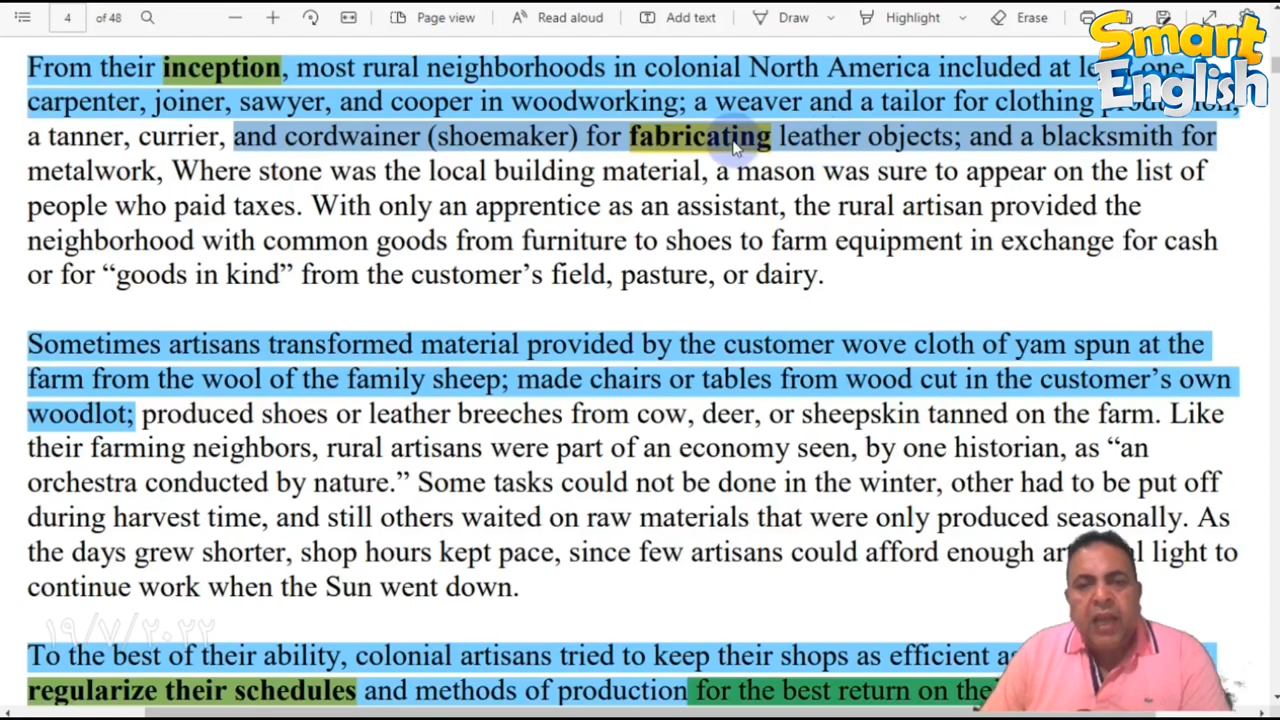 4 of 48 Page view Read aloud Add text Draw Highlight Erase
Smart English
From their inception, most rural neighborhoods in colonial North America included at one
carpenter, joiner, sawyer, and cooper in woodworking; a weaver and a tailor for clothing
a tanner, currier, and cordwainer (shoemaker) for fabricating leather objects; and a blacksmith for
metalwork, Where stone was the local building material, a mason was sure to appear on the list of
people who paid taxes. With only an apprentice as an assistant, the rural artisan provided the
neighborhood with common goods from furniture to shoes to farm equipment in exchange for cash
or for “goods in kind” from the customer’s field, pasture, or dairy.
Sometimes artisans transformed material provided by the customer wove cloth of yam spun at the
farm from the wool of the family sheep; made chairs or tables from wood cut in the customer’s own
woodlot; produced shoes or leather breeches from cow, deer, or sheepskin tanned on the farm. Like
their farming neighbors, rural artisans were part of an economy seen, by one historian, as “an
orchestra conducted by nature.” Some tasks could not be done in the winter, other had to be put off
during harvest time, and still others waited on raw materials that were only produced seasonally. As
the days grew shorter, shop hours kept pace, since few artisans could afford enough light to
continue work when the Sun went down.
١٩/٧/٢٠٢٢
To the best of their ability, colonial artisans tried to keep their shops as efficient
regularize their schedules and methods of production for the best return on the